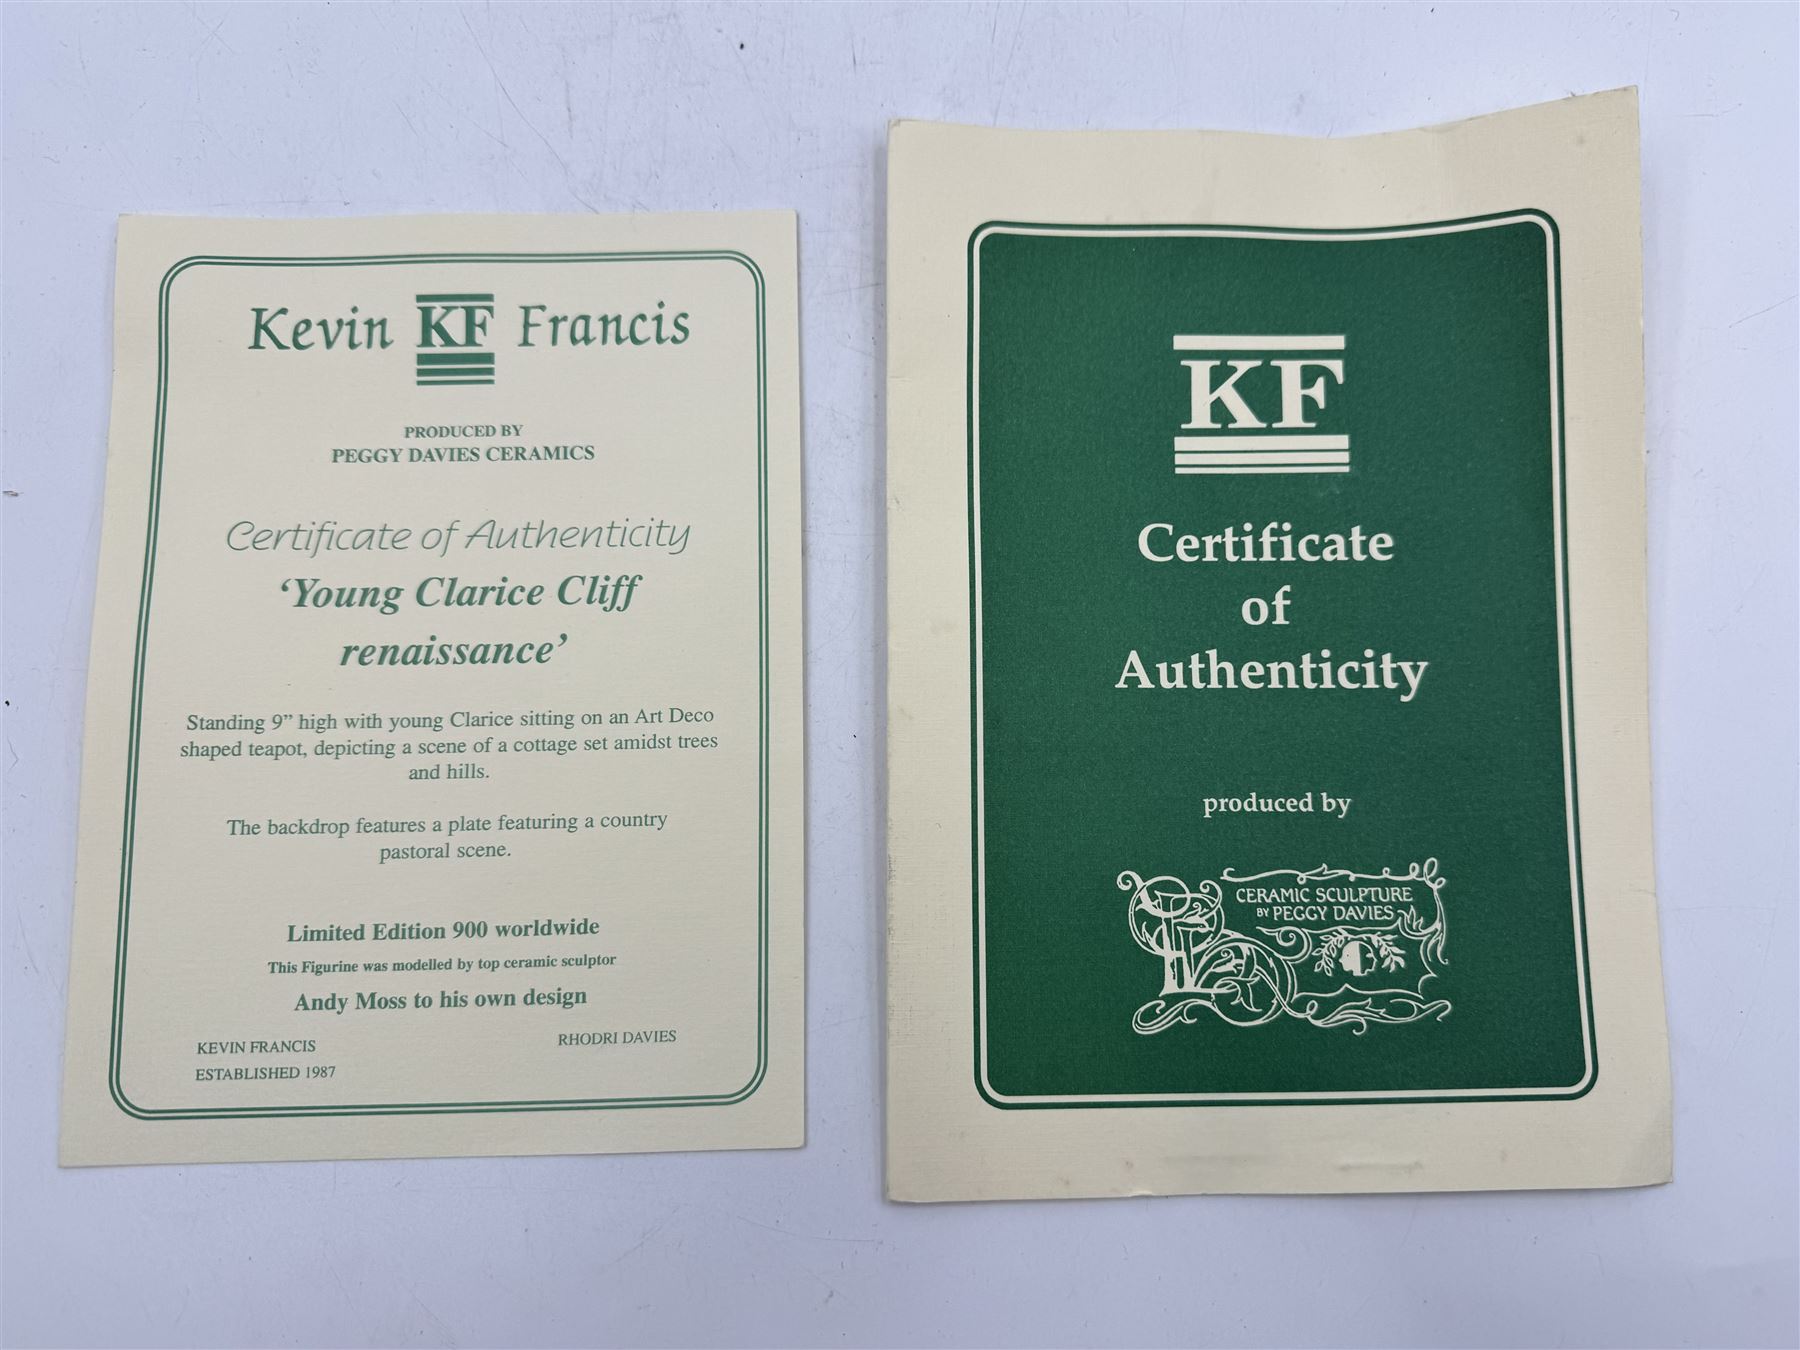 Kevin KF Francis
PRODUCED BY
PEGGY DAVIES CERAMICS
Certificate of Authenticity
‘Young Clarice Cliff
renaissance’
Standing 9” high with young Clarice sitting on an Art Deco
shaped teapot, depicting a scene of a cottage set amidst trees
and hills.
The backdrop features a plate featuring a country
pastoral scene.
Limited Edition 900 worldwide
This Figurine was modelled by top ceramic sculptor
Andy Moss to his own design
KEVIN FRANCIS
ESTABLISHED 1987
RHODRI DAVIES
KF
Certificate
of
Authenticity
produced by
CERAMIC SCULPTURE
BY PEGGY DAVIES